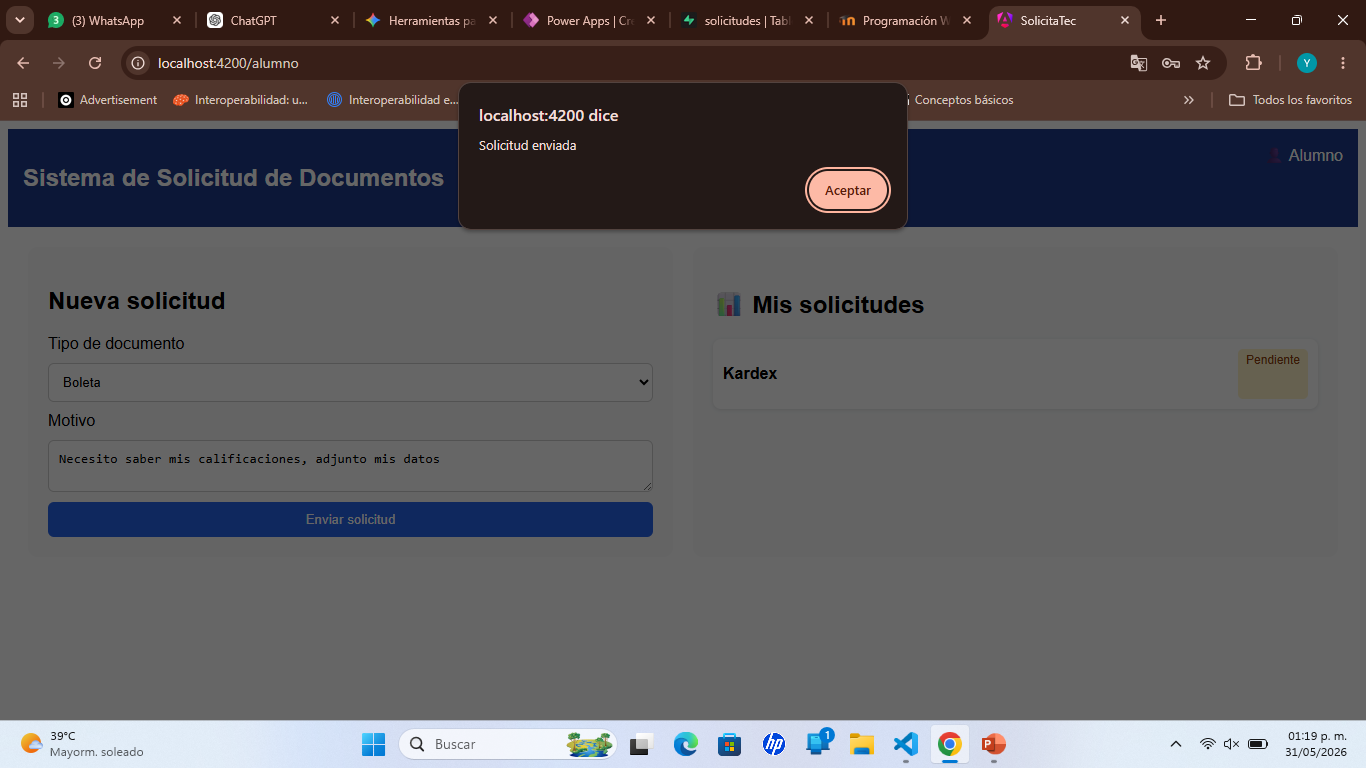 3 (3) WhatsApp
ChatGPT
Herramientas pa
Power Apps | Cr
solicitudes | Tabl
Programación W
SolicitaTec
localhost:4200/alumno
Y
Advertisement
Interoperabilidad: u...
Interoperabilidad e...
Conceptos básicos
Todos los favoritos
localhost:4200 dice
Solicitud enviada
Aceptar
Sistema de Solicitud de Documentos
Alumno
Nueva solicitud
Tipo de documento
Boleta
Motivo
Necesito saber mis calificaciones, adjunto mis datos
Enviar solicitud
Mis solicitudes
Kardex
Pendiente
39°C
Mayorm. soleado
Buscar
hp
1
01:19 p. m.
31/05/2026